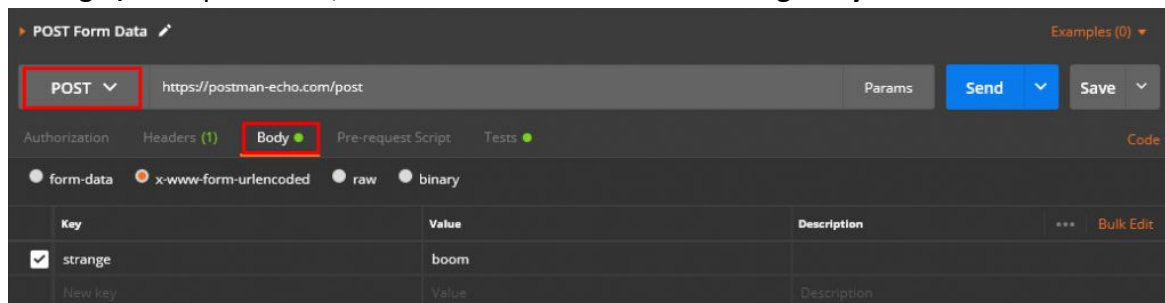 POST Form Data Examples (0)
POST https://postman-echo.com/post Params Send Save
Authorization Headers (1) Body Pre-request Script Tests Code
form-data x-www-form-urlencoded raw binary
Key Value Description ••• Bulk Edit
strange boom
New key Value Description